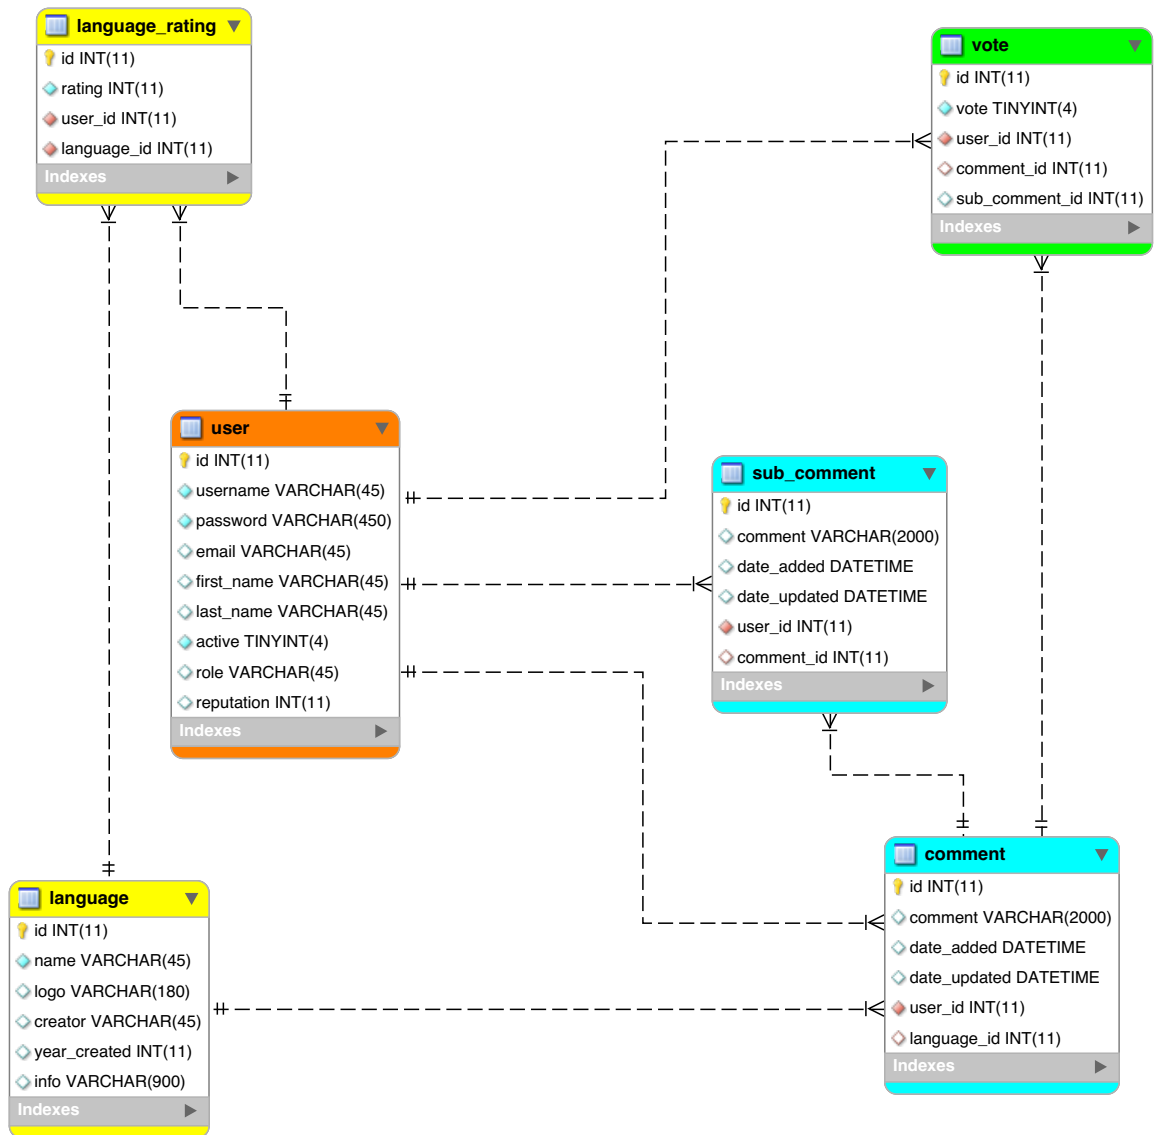 language_rating
id INT(11)
rating INT(11)
user_id INT(11)
language_id INT(11)
Indexes
vote
id INT(11)
vote TINYINT(4)
user_id INT(11)
comment_id INT(11)
sub_comment_id INT(11)
Indexes
user
id INT(11)
username VARCHAR(45)
password VARCHAR(450)
email VARCHAR(45)
first_name VARCHAR(45)
last_name VARCHAR(45)
active TINYINT(4)
role VARCHAR(45)
reputation INT(11)
Indexes
sub_comment
id INT(11)
comment VARCHAR(2000)
date_added DATETIME
date_updated DATETIME
user_id INT(11)
comment_id INT(11)
Indexes
language
id INT(11)
name VARCHAR(45)
logo VARCHAR(180)
creator VARCHAR(45)
year_created INT(11)
info VARCHAR(900)
Indexes
comment
id INT(11)
comment VARCHAR(2000)
date_added DATETIME
date_updated DATETIME
user_id INT(11)
language_id INT(11)
Indexes